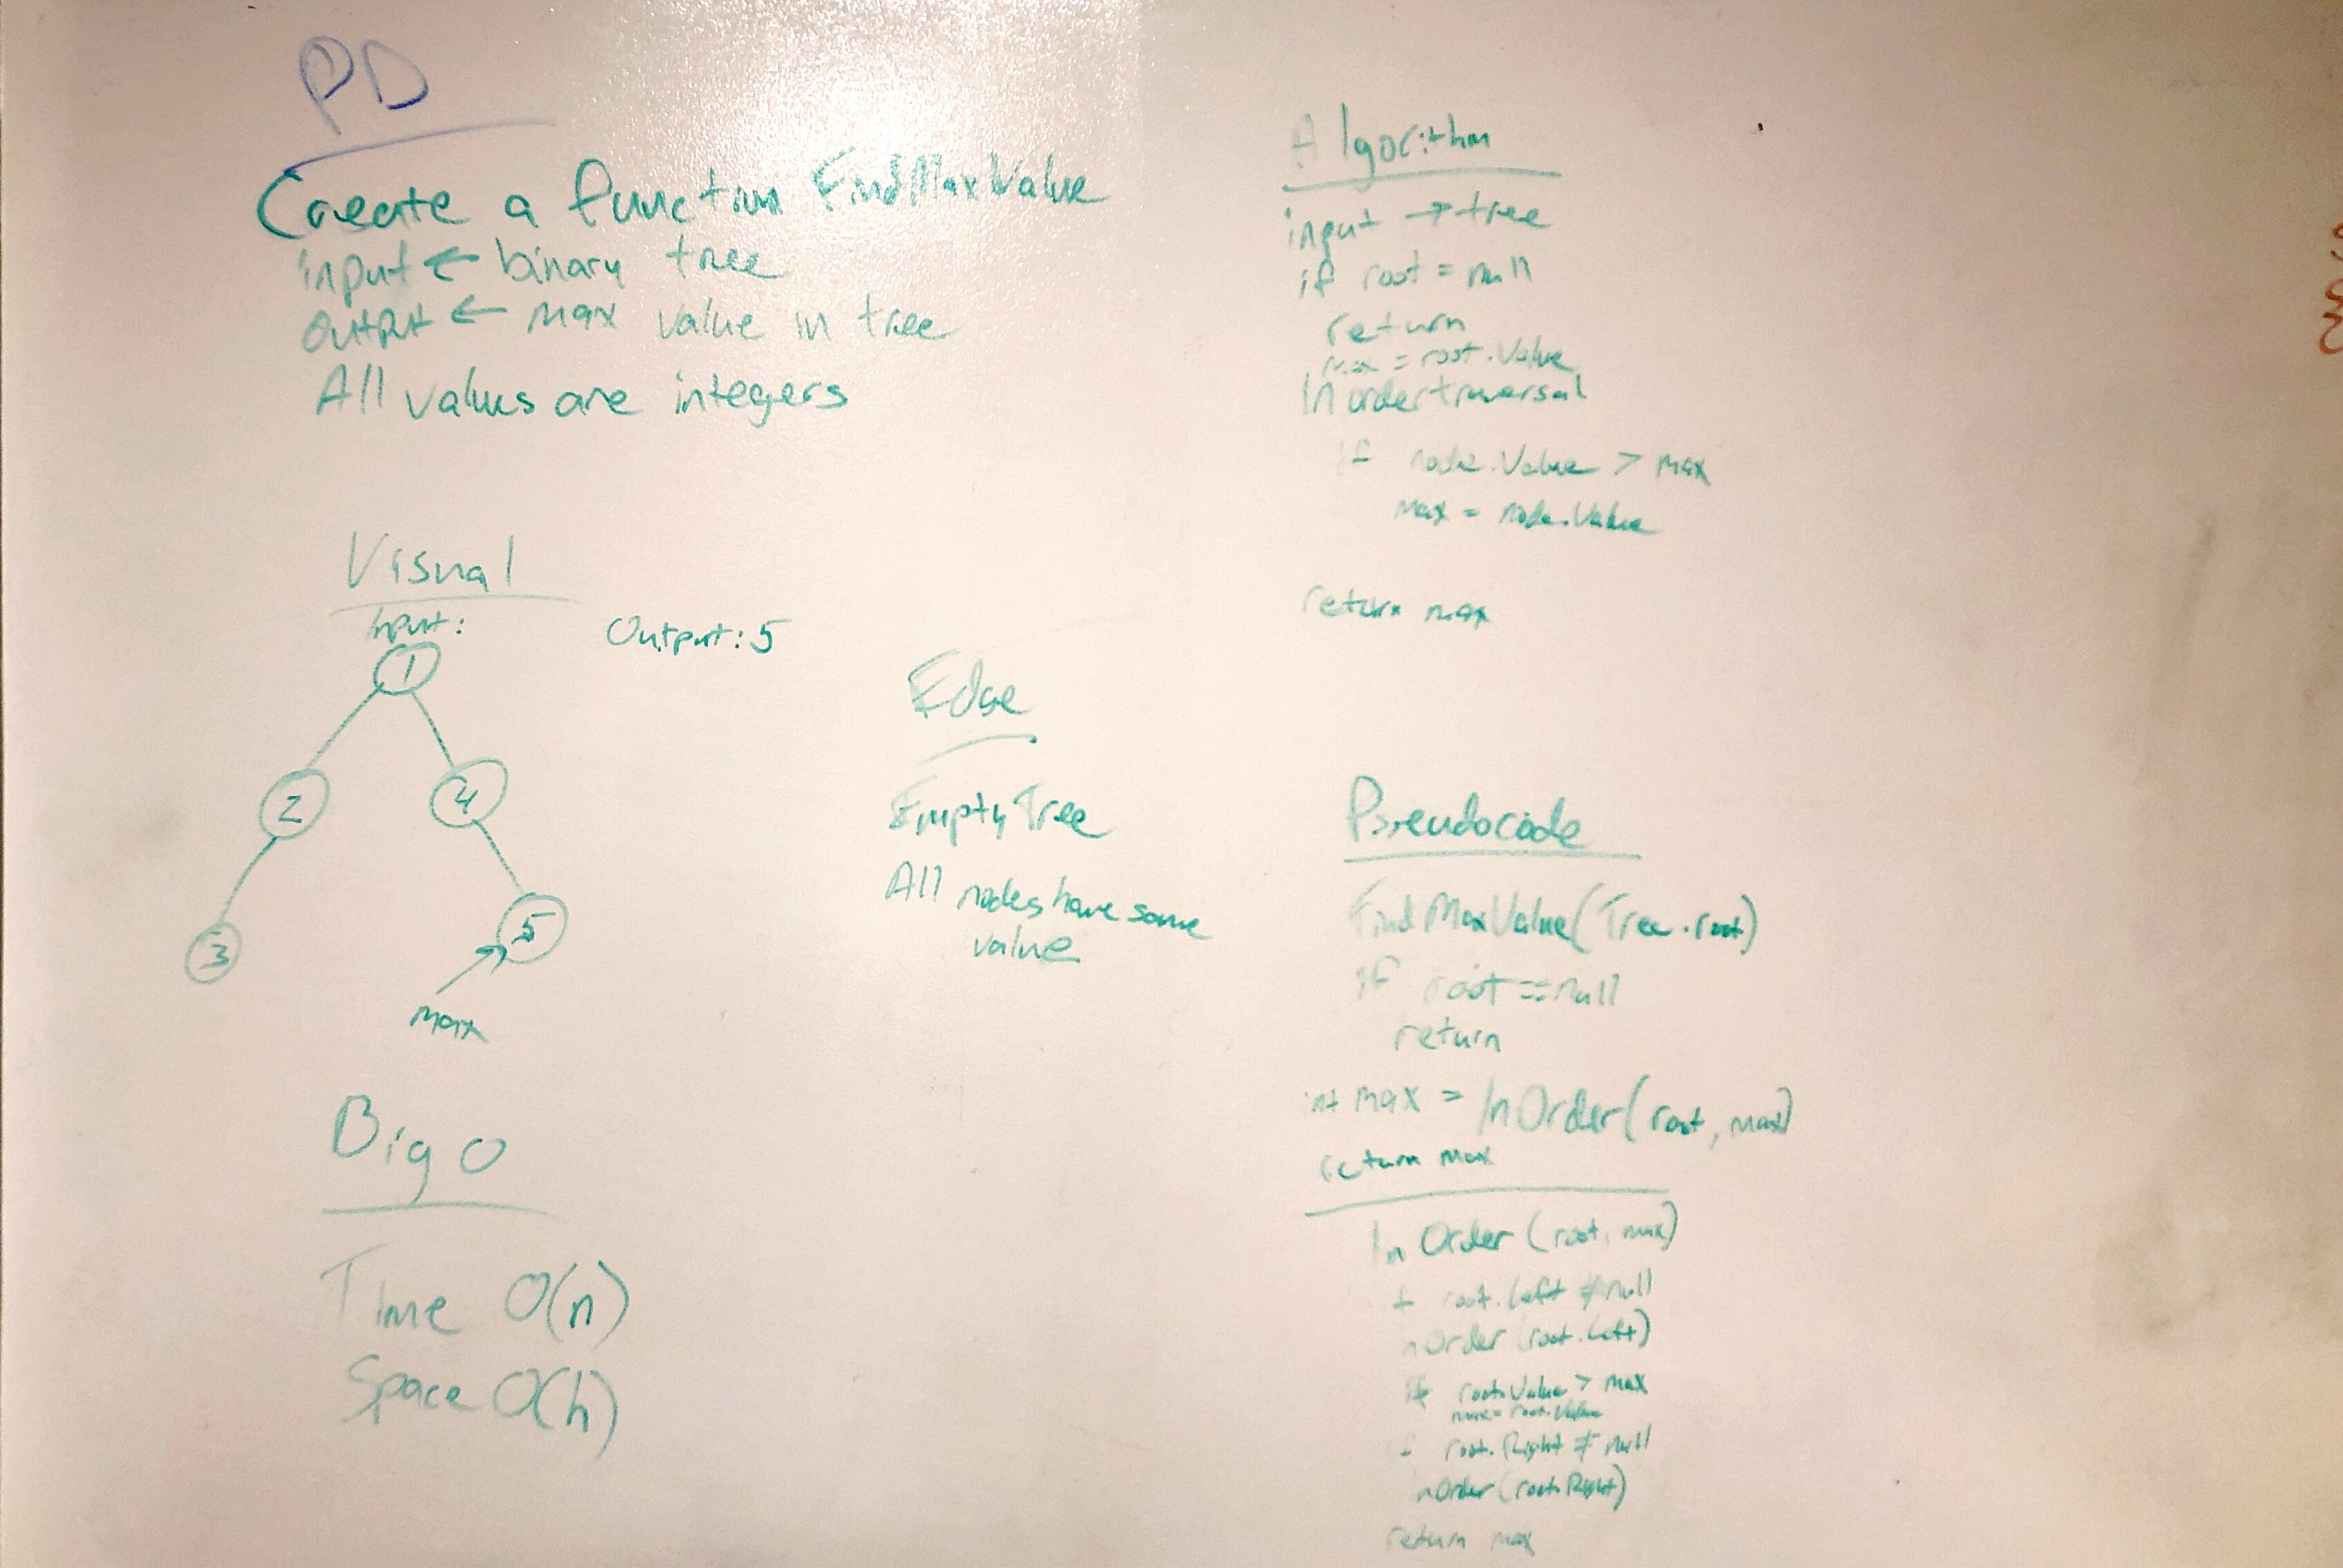 PD
Create a function FindMaxValue
input ← binary tree
output ← max value in tree
All values are integers
Visual
Input:
Output: 5
1
2
4
3
5
max
Big O
Time O(n)
Space O(h)
Edge
Empty Tree
All nodes have same
value
Algorithm
input → tree
if root = null
return
max = root.Value
In order traversal
if node.Value > max
max = node.Value
return max
Pseudocode
FindMaxValue(Tree.root)
if root == null
return
int max = InOrder(root, max)
return max
InOrder(root, max)
root.Left ≠ null
InOrder(root.Left)
if root.Value > max
max = root.Value
root.Right ≠ null
InOrder(root.Right)
return max